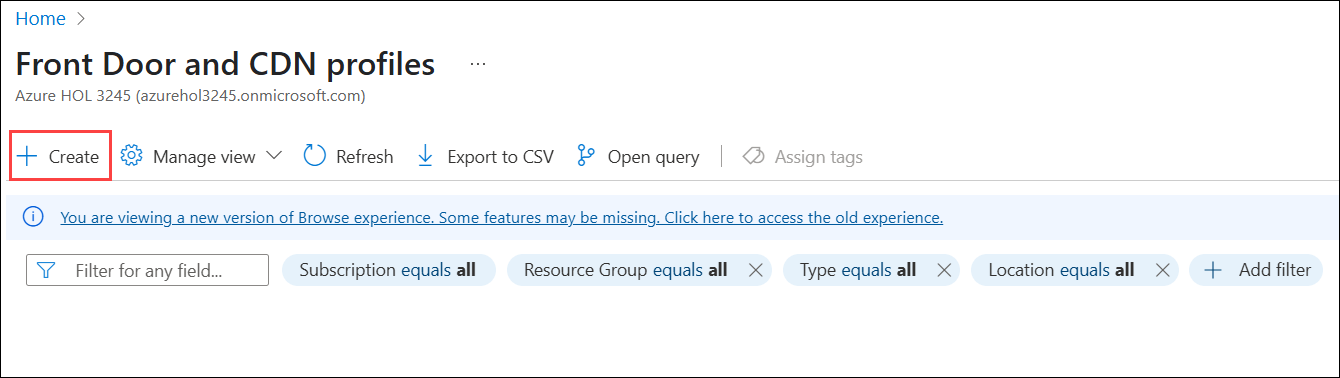 Home
Front Door and CDN profiles ...
Azure HOL 3245 (azurehol3245.onmicrosoft.com)
Create Manage view Refresh Export to CSV Open query Assign tags
You are viewing a new version of Browse experience. Some features may be missing. Click here to access the old experience.
Filter for any field... Subscription equals all Resource Group equals all Type equals all Location equals all Add filter